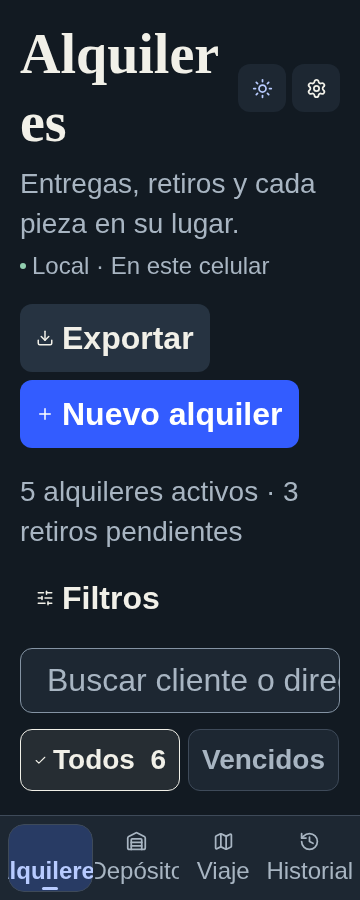 Alquiler
es
Entregas, retiros y cada
pieza en su lugar.
Local · En este celular
Exportar
Nuevo alquiler
5 alquileres activos · 3
retiros pendientes
Filtros
Buscar cliente o dire
Todos 6
Vencidos
lquilere
Depósito
Viaje
Historial